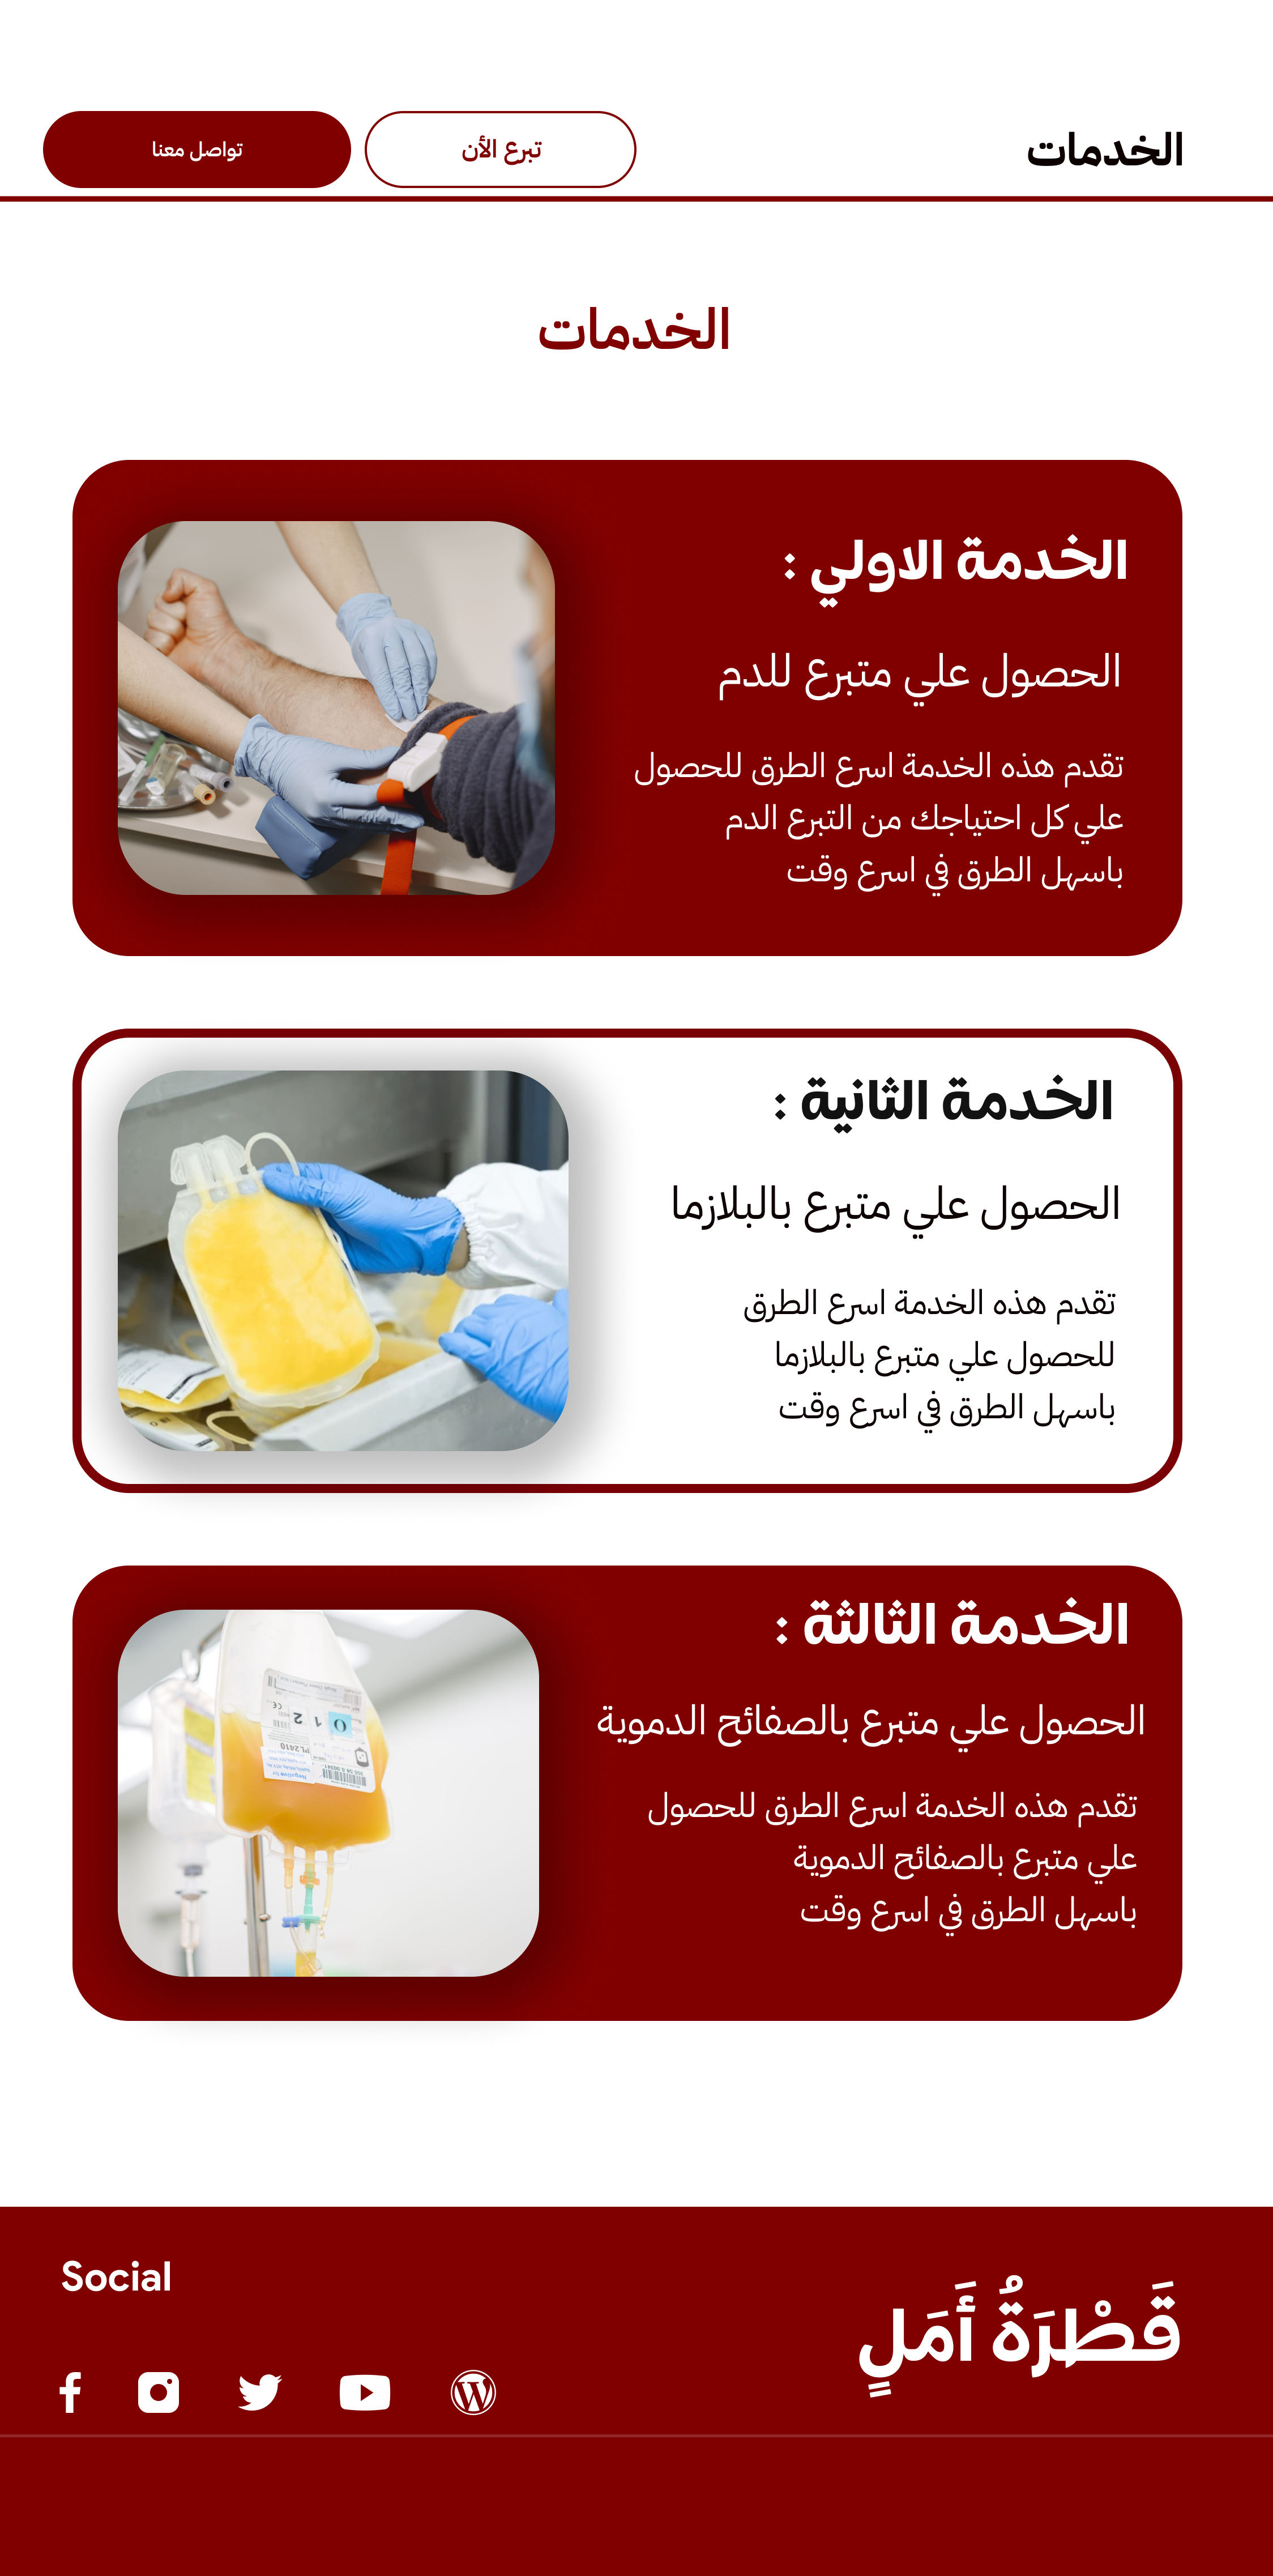 الخدمات
تبرع الأن
تواصل معنا
الخدمات
الخدمة الاولي :
الحصول علي متبرع للدم
تقدم هذه الخدمة اسرع الطرق للحصول
علي كل احتياجك من التبرع الدم
باسهل الطرق في اسرع وقت
الخدمة الثانية :
الحصول علي متبرع بالبلازما
تقدم هذه الخدمة اسرع الطرق
للحصول علي متبرع بالبلازما
باسهل الطرق في اسرع وقت
الخدمة الثالثة :
الحصول علي متبرع بالصفائح الدموية
تقدم هذه الخدمة اسرع الطرق للحصول
علي متبرع بالصفائح الدموية
باسهل الطرق في اسرع وقت
قَطْرَةُ أَمَلٍ
Social